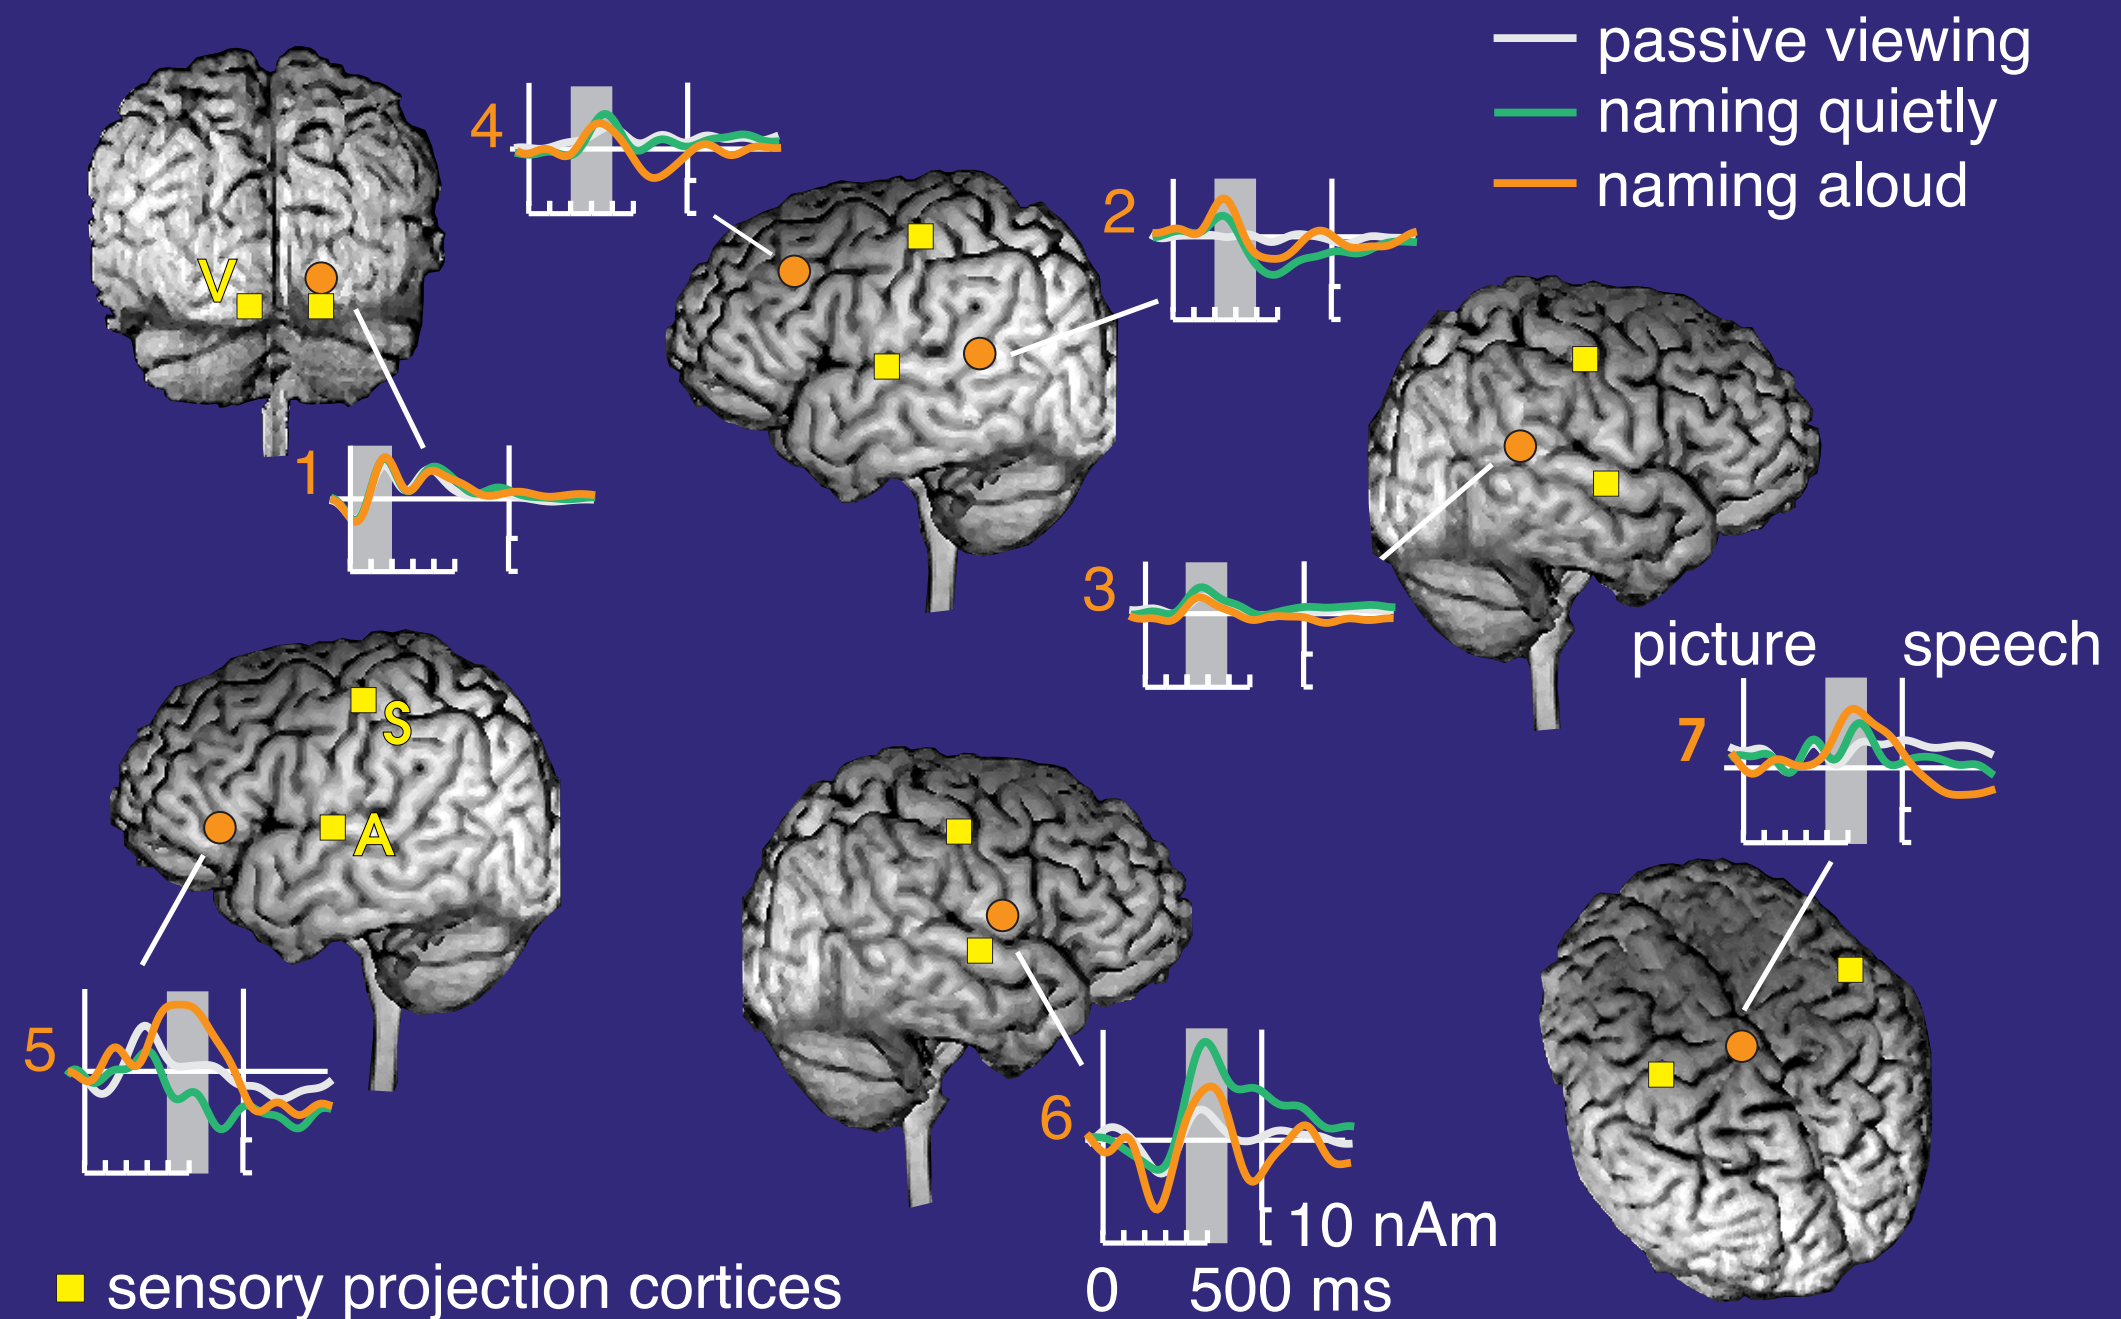 passive viewing
naming quietly
naming aloud
4
2
V
1
3
picture speech
7
S
A
5
6
10 nAm
0 500 ms
sensory projection cortices